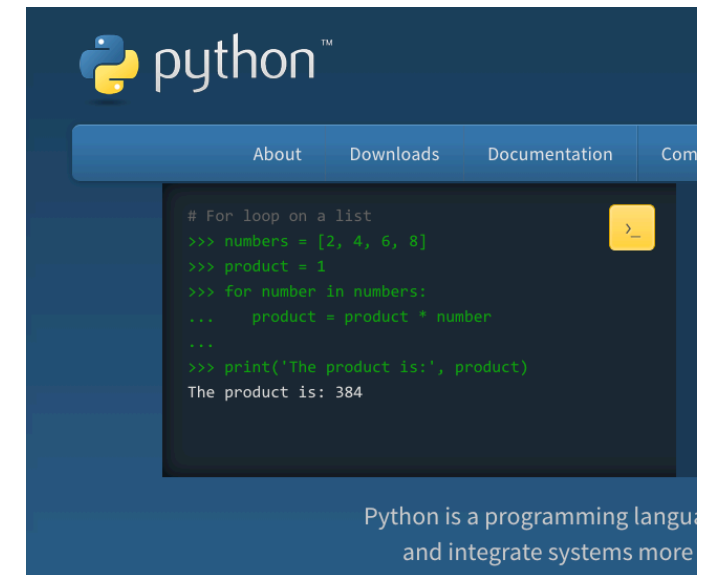 python™
About Downloads Documentation Com
# For loop on a list
>>> numbers = [2, 4, 6, 8]
>>> product = 1
>>> for number in numbers:
...    product = product * number
...
>>> print('The product is:', product)
The product is: 384
>_
Python is a programming langua
and integrate systems more